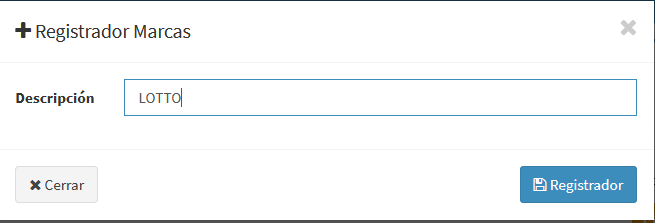 Registrador Marcas
Descripción
LOTTO
Cerrar
Registrador